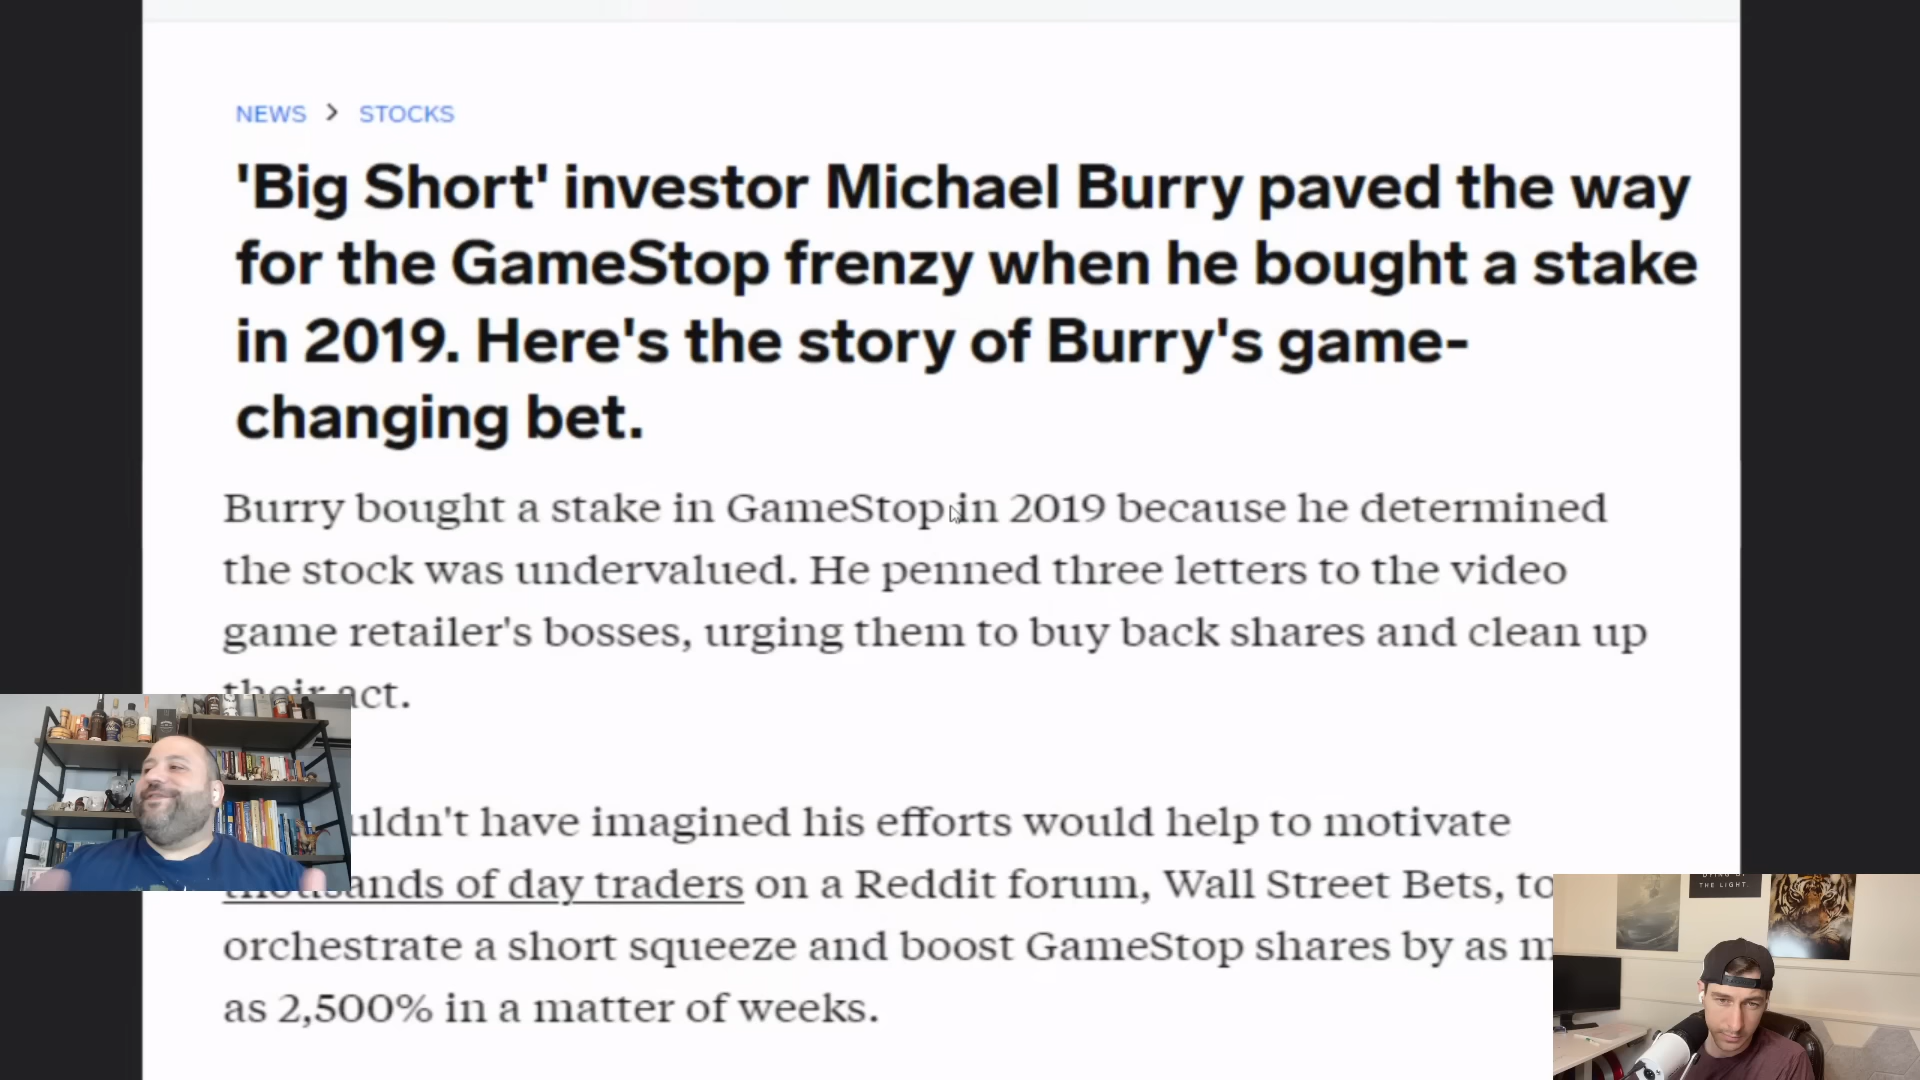 NEWS > STOCKS
'Big Short' investor Michael Burry paved the way
for the GameStop frenzy when he bought a stake
in 2019. Here's the story of Burry's game-
changing bet.
Burry bought a stake in GameStop in 2019 because he determined
the stock was undervalued. He penned three letters to the video
game retailer's bosses, urging them to buy back shares and clean up
their act.
uldn't have imagined his efforts would help to motivate
thousands of day traders on a Reddit forum, Wall Street Bets, to
orchestrate a short squeeze and boost GameStop shares by as m
as 2,500% in a matter of weeks.
THE LIGHT.